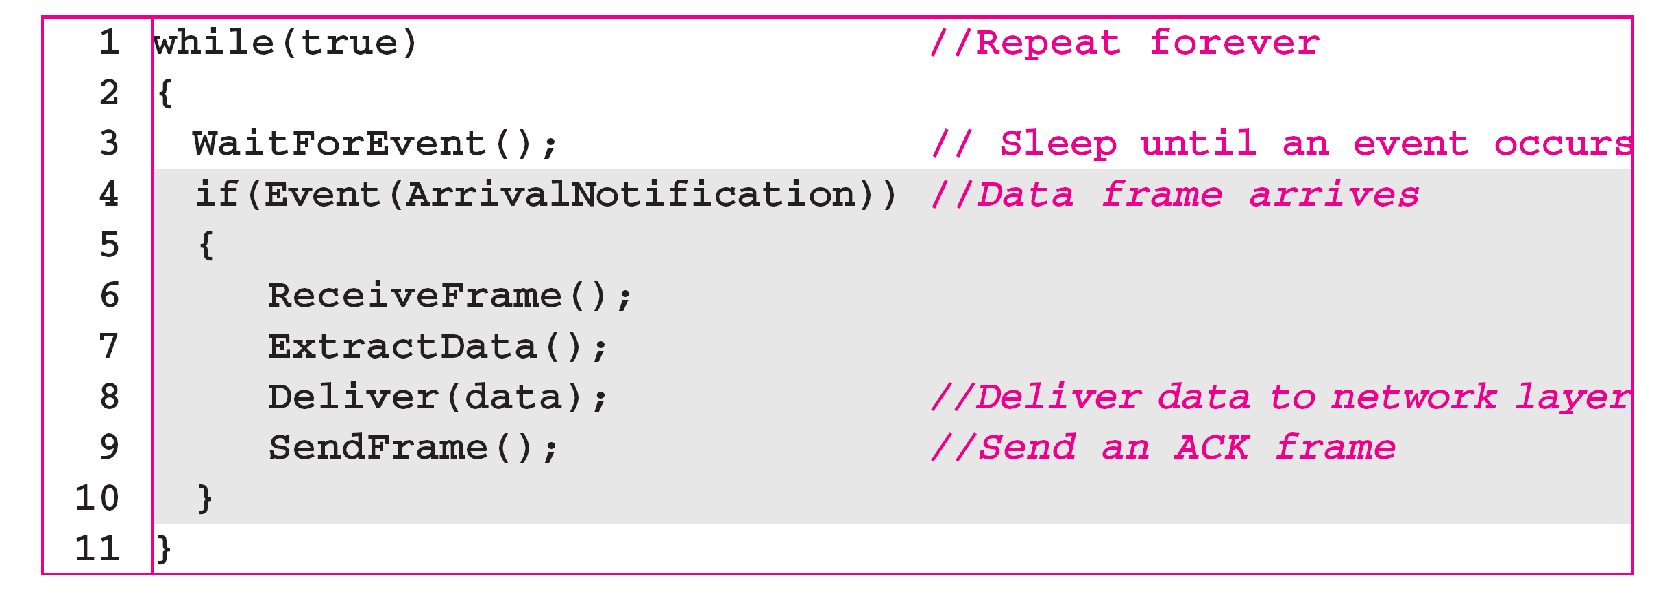 1 while(true) //Repeat forever
2 {
3 WaitForEvent(); // Sleep until an event occurs
4 if(Event(ArrivalNotification)) //Data frame arrives
5 {
6 ReceiveFrame();
7 ExtractData();
8 Deliver(data); //Deliver data to network layer
9 SendFrame(); //Send an ACK frame
10 }
11 }